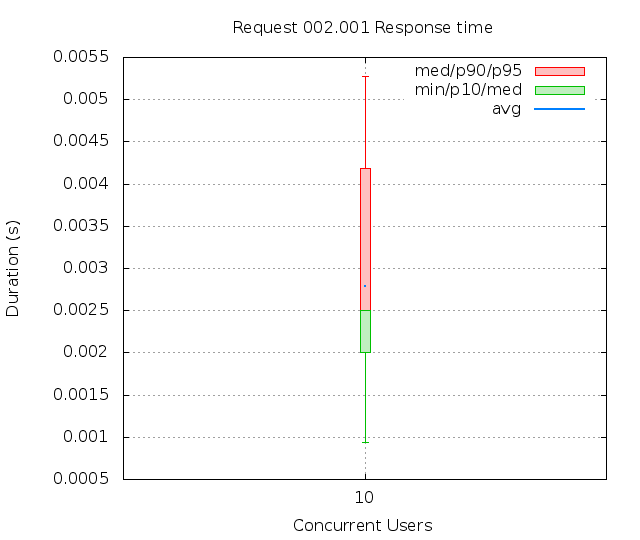 Request 002.001 Response time
0.0055
0.005
0.0045
0.004
0.0035
0.003
0.0025
0.002
0.0015
0.001
0.0005
Duration (s)
med/p90/p95
min/p10/med
avg
10
Concurrent Users